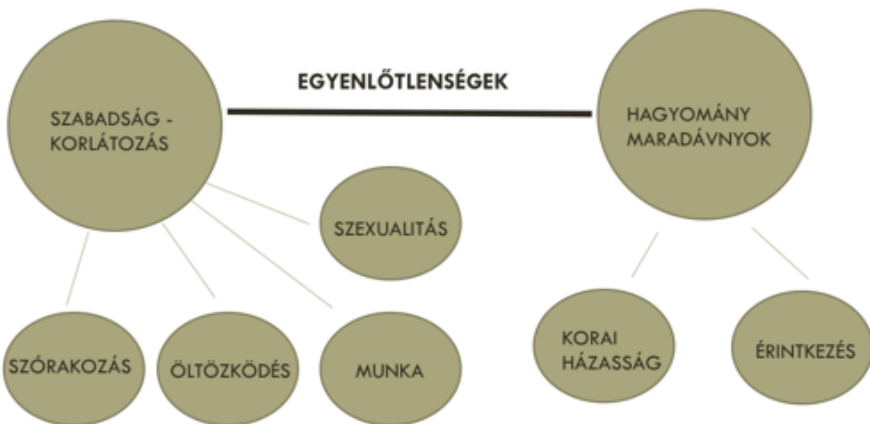 EGYENLŐTLENSÉGEK
SZABADSÁG -
KORLÁTOZÁS
HAGYOMÁNY
MARADÁVNYOK
SZEXUALITÁS
SZÓRAKOZÁS
ÖLTÖZKÖDÉS
MUNKA
KORAI
HÁZASSÁG
ÉRINTKEZÉS